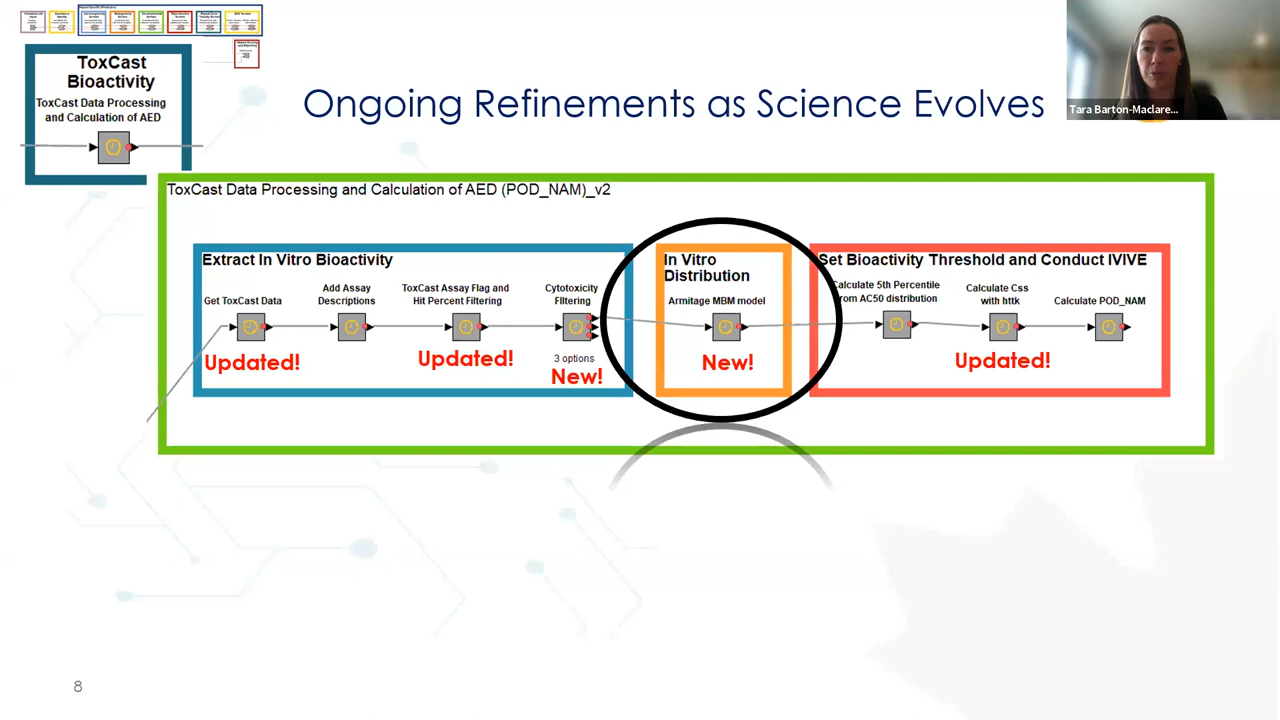 ToxCast
Bioactivity
ToxCast Data Processing
and Calculation of AED
Ongoing Refinements as Science Evolves
Tara Barton-Maclare...
ToxCast Data Processing and Calculation of AED (POD_NAM)_v2
Extract In Vitro Bioactivity
Get ToxCast Data
Add Assay
Descriptions
ToxCast Assay Flag and
Hit Percent Filtering
Cytotoxicity
FIltering
Updated!
Updated!
3 options
New!
In Vitro
Distribution
Armitage MBM model
New!
Set Bioactivity Threshold and Conduct IVIVE
Calculate 5th Percentile
from AC50 distribution
Calculate Css
with httk
Calculate POD_NAM
Updated!
8